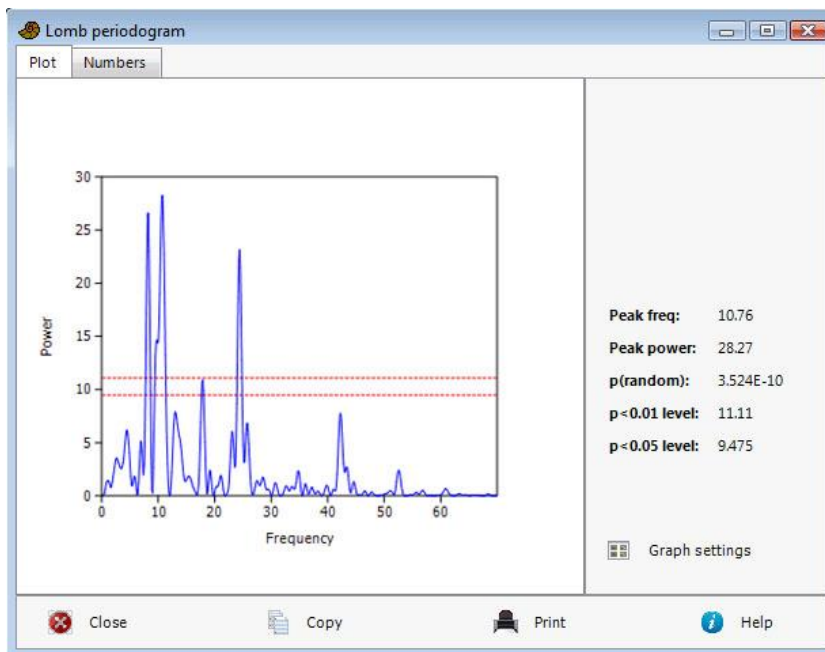 Lomb periodogram
Plot Numbers
30
25
20
15
10
5
0
Power
0 10 20 30 40 50 60
Frequency
Peak freq: 10.76
Peak power: 28.27
p(random): 3.524E-10
p<0.01 level: 11.11
p<0.05 level: 9.475
Graph settings
Close Copy Print Help